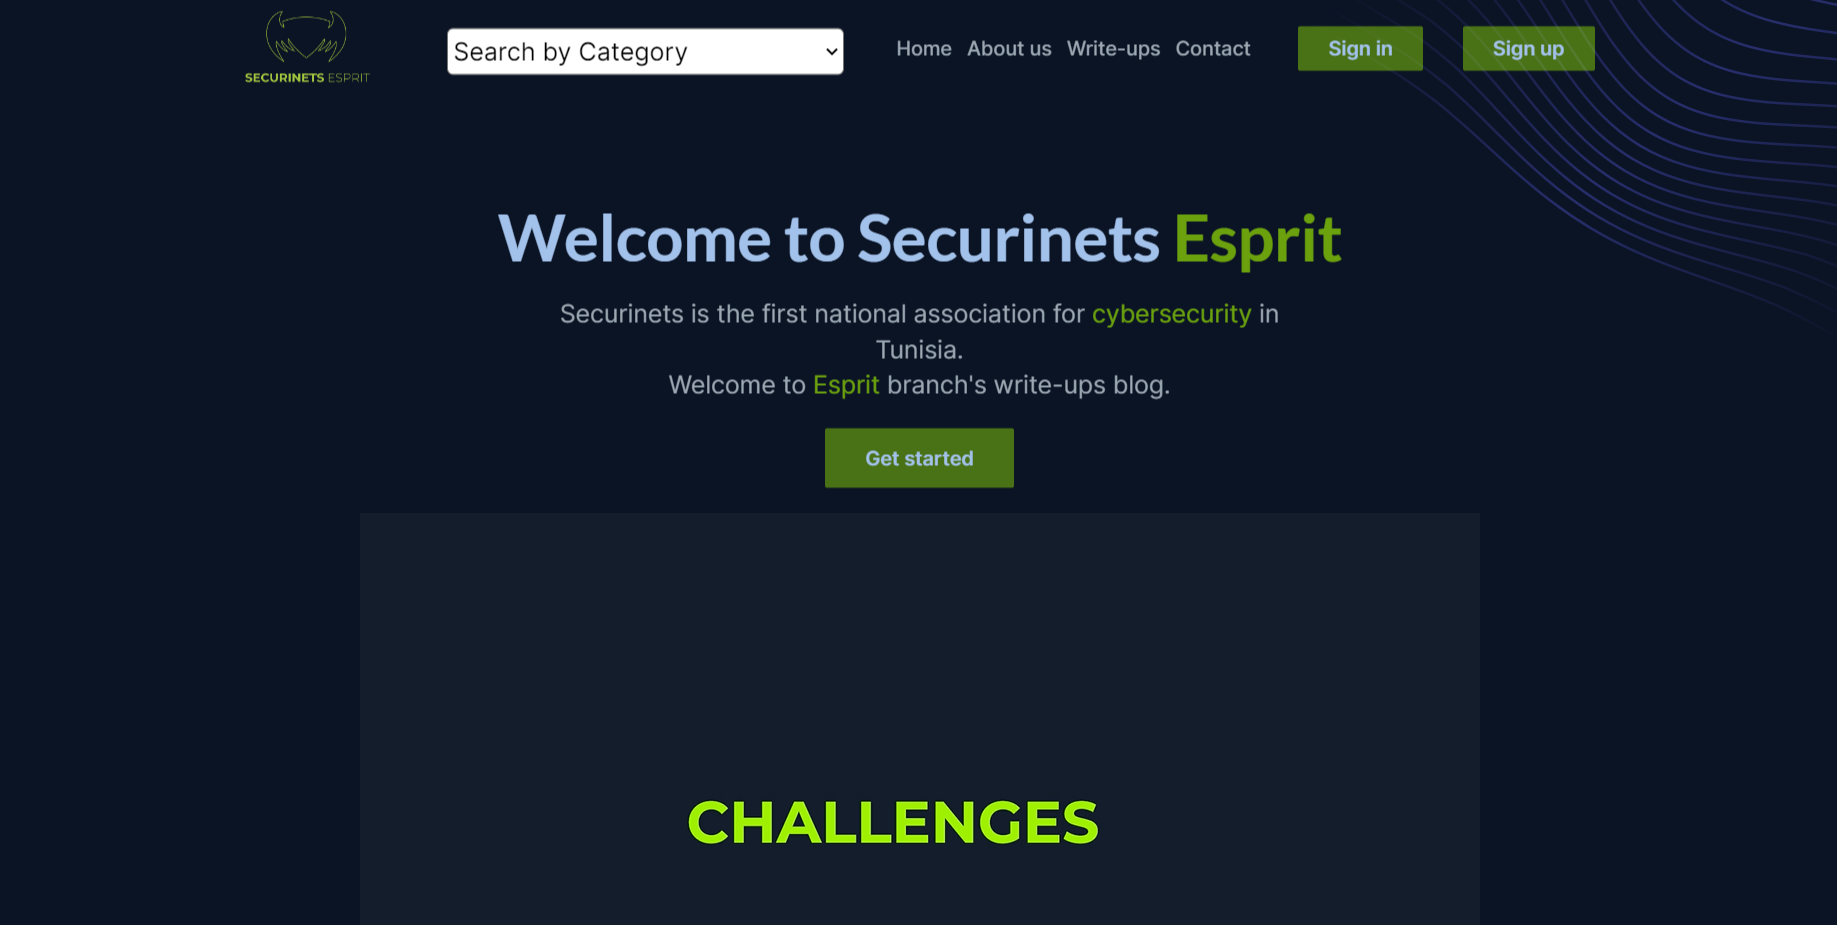 SECURINETS ESPRIT
Search by Category
Home About us Write-ups Contact
Sign in
Sign up
Welcome to Securinets Esprit
Securinets is the first national association for cybersecurity in
Tunisia.
Welcome to Esprit branch's write-ups blog.
Get started
CHALLENGES